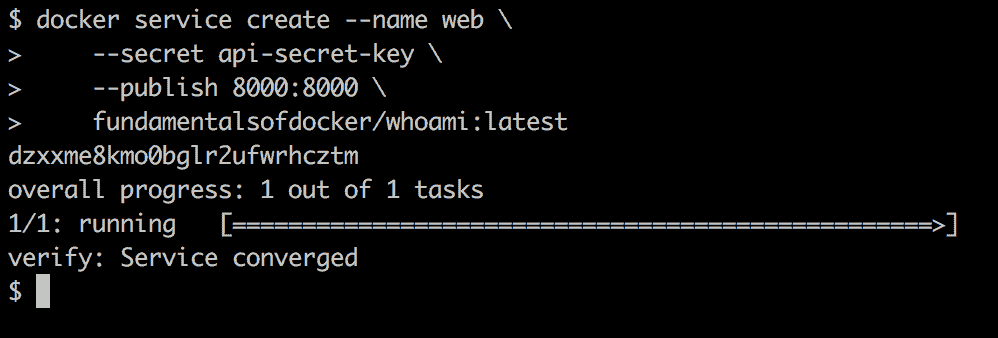 $ docker service create --name web \
>     --secret api-secret-key \
>     --publish 8000:8000 \
>     fundamentalsofdocker/whoami:latest
dzxxme8kmo0bglr2ufwrhcztm
overall progress: 1 out of 1 tasks
1/1: running   [==================================================>]
verify: Service converged
$